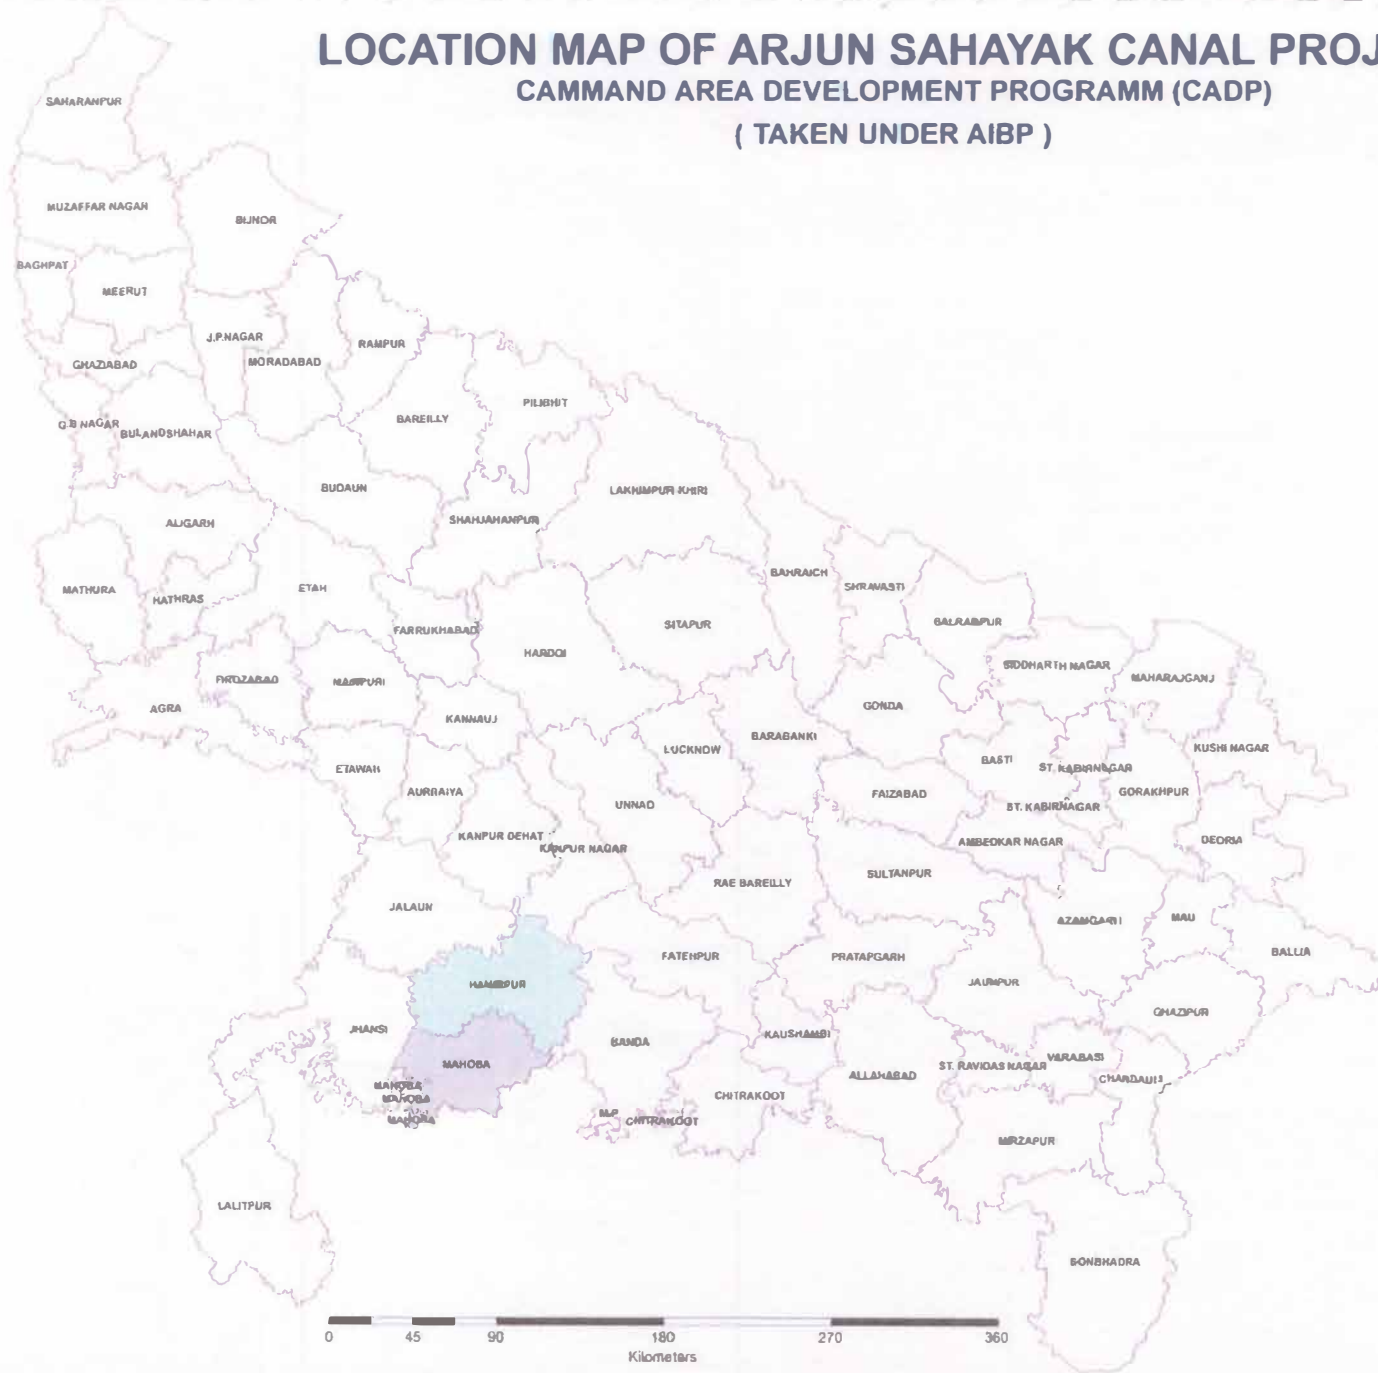 LOCATION MAP OF ARJUN SAHAYAK CANAL PROJ
CAMMAND AREA DEVELOPMENT PROGRAMM (CADP)
( TAKEN UNDER AIBP )
SAHARANPUR
MUZAFFAR NAGAR
BIJNOR
BAGHPAT
MEERUT
J.P.NAGAR
RAMPUR
GHAZIABAD
MORADABAD
PILIBHIT
G.B NAGAR
BULANDSHAHAR
BAREILLY
BUDAUN
LAKHIMPUR KHIRI
ALIGARH
SHAHJAHANPUR
MATHURA
HATHRAS
ETAH
BAHRAICH
SHRAVASTI
FARRUKHABAD
SITAPUR
BALRAMPUR
HARDOI
SIDDHARTH NAGAR
MAHARAJGANJ
FIROZABAD
MAINPURI
AGRA
KANNAUJ
GONDA
LUCKNOW
BARABANKI
KUSHI NAGAR
ETAWAH
BASTI
ST. KABIRNAGAR
AURRAIYA
UNNAO
FAIZABAD
ST. KABIRNAGAR
GORAKHPUR
KANPUR DEHAT
KANPUR NAGAR
AMBEDKAR NAGAR
DEORIA
RAE BAREILLY
SULTANPUR
JALAUN
AZAMGARH
MAU
BALLIA
FATEHPUR
PRATAPGARH
HAMIRPUR
JAUNPUR
GHAZIPUR
JHANSI
BANDA
KAUSHAMBI
MAHOBA
ST. RAVIDAS NAGAR
VARANASI
ALLAHABAD
CHANDAULI
MAHOBA
MAHOBA
CHITRAKOOT
MAHOBA
M.P
CHITRAKOOT
MIRZAPUR
LALITPUR
SONBHADRA
0 45 90 180 270 360
Kilometers